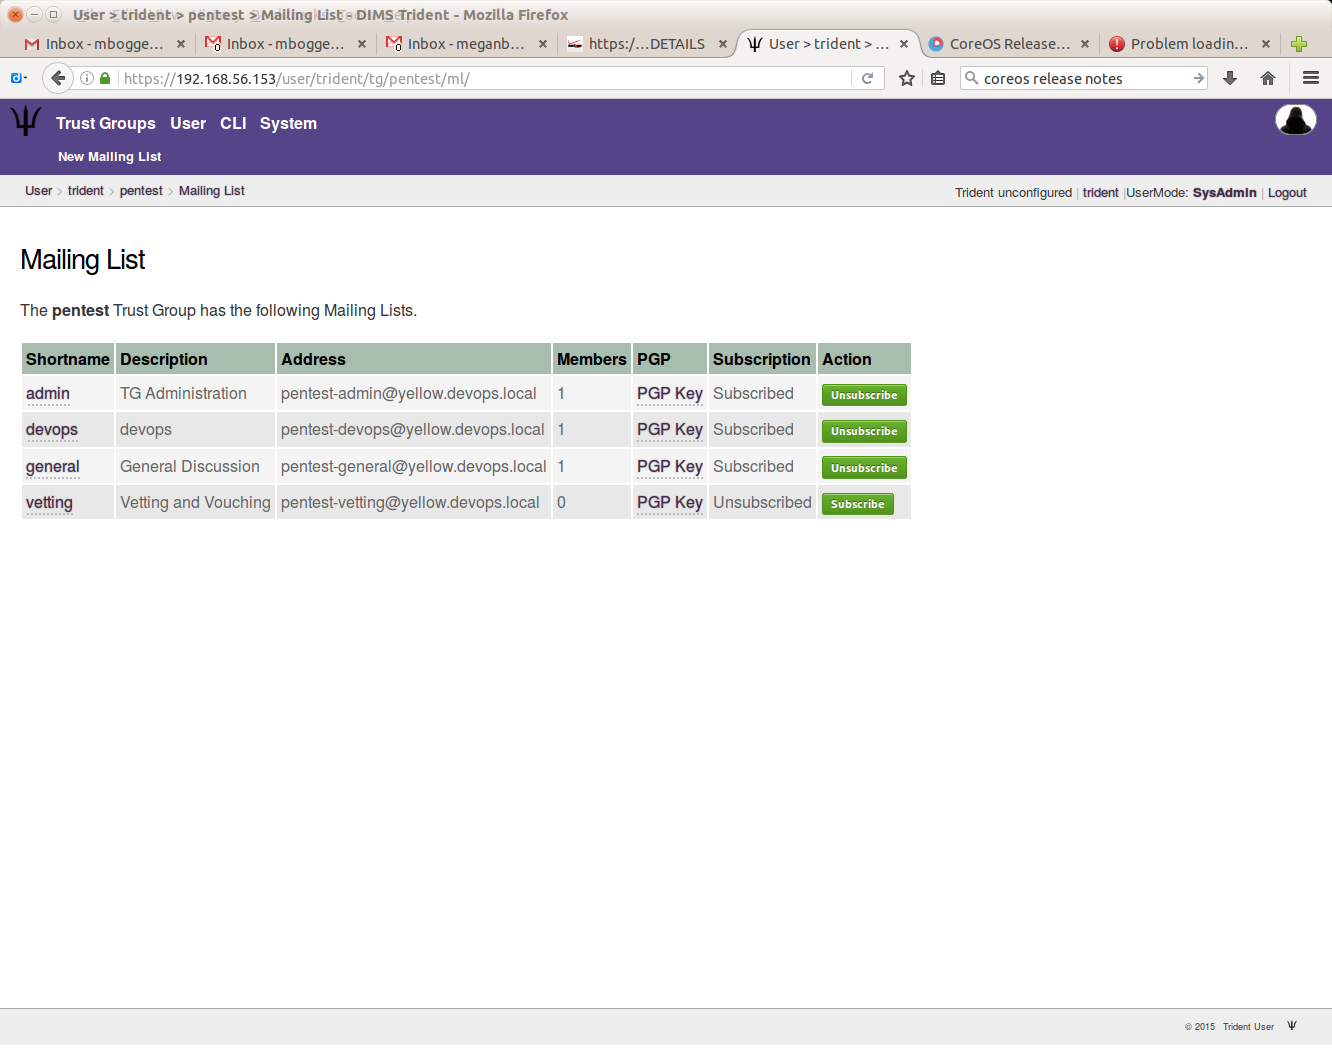 User > trident > pentest > Mailing List - DIMS Trident - Mozilla Firefox
Inbox - mbogge... Inbox - mbogge... Inbox - meganb... https:/...DETAILS User > trident > ... CoreOS Release... Problem loadin...
https://192.168.56.153/user/trident/tg/pentest/ml/ coreos release notes
Trust Groups User CLI System
New Mailing List
User > trident > pentest > Mailing List Trident unconfigured | trident |UserMode: SysAdmin | Logout
Mailing List
The pentest Trust Group has the following Mailing Lists.
Shortname Description Address Members PGP Subscription Action
admin TG Administration pentest-admin@yellow.devops.local 1 PGP Key Subscribed Unsubscribe
devops devops pentest-devops@yellow.devops.local 1 PGP Key Subscribed Unsubscribe
general General Discussion pentest-general@yellow.devops.local 1 PGP Key Subscribed Unsubscribe
vetting Vetting and Vouching pentest-vetting@yellow.devops.local 0 PGP Key Unsubscribed Subscribe
© 2015 Trident User